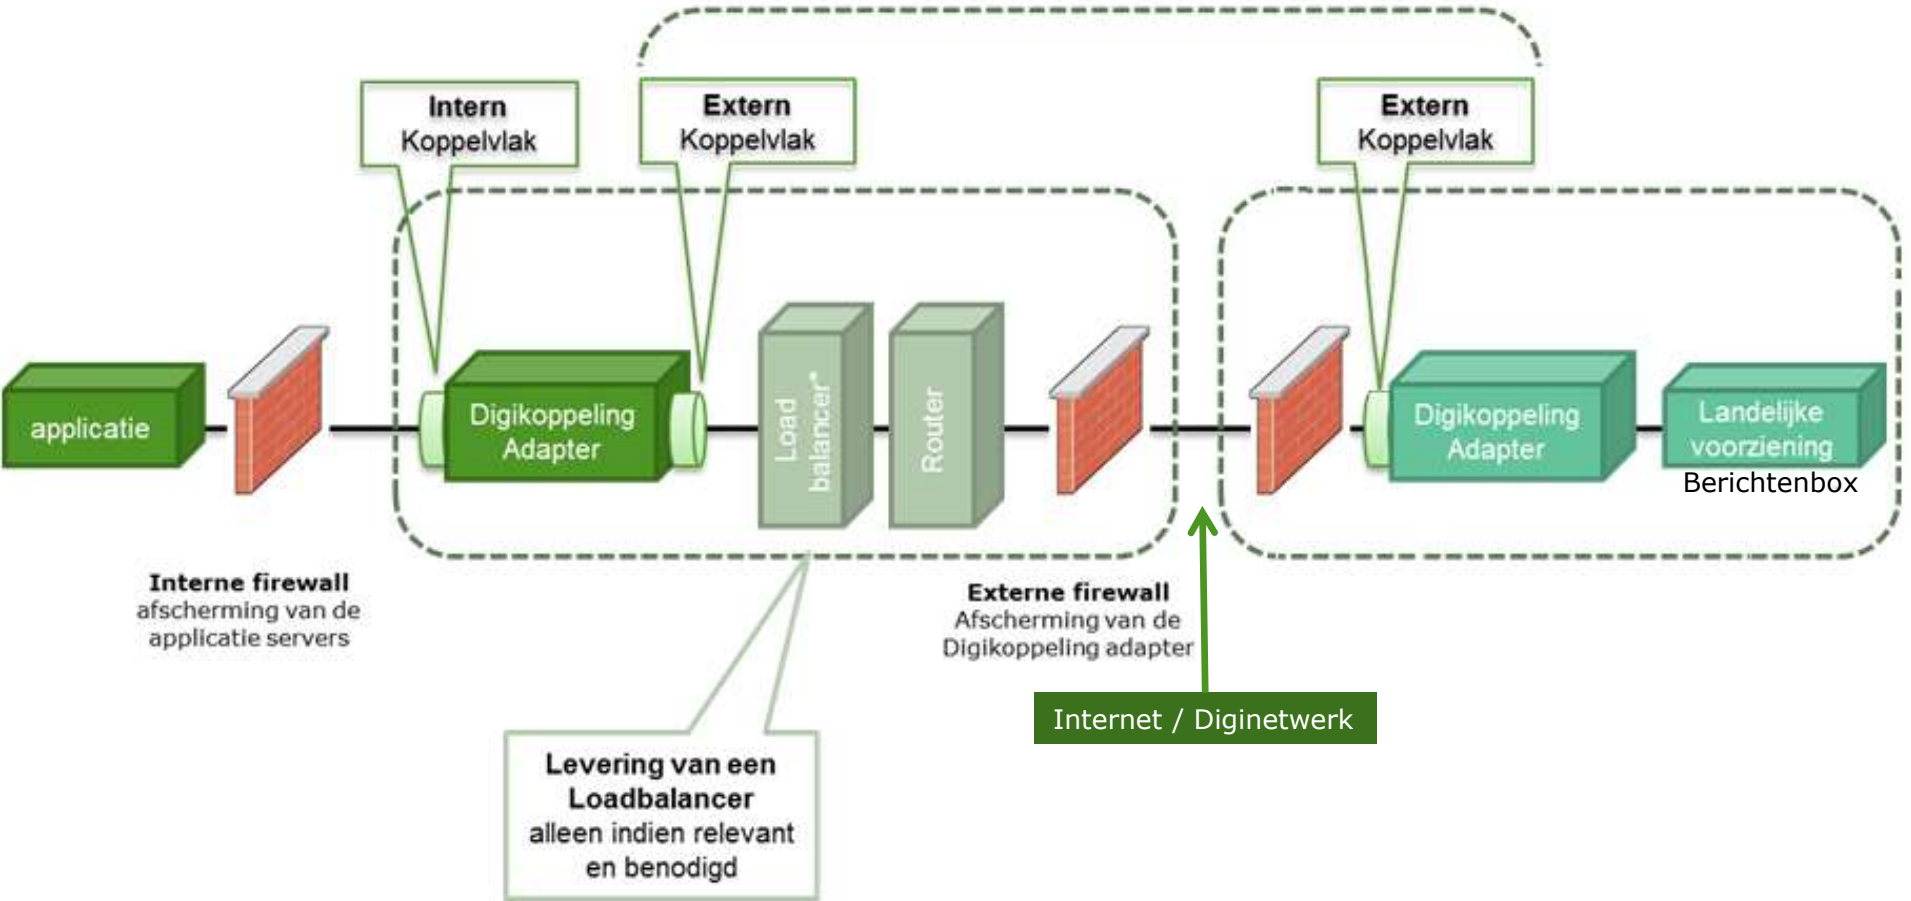 Intern
Koppelvlak
Extern
Koppelvlak
Extern
Koppelvlak
applicatie
Digikoppeling
Adapter
Load
balancer*
Router
Digikoppeling
Adapter
Landelijke
voorziening
Berichtenbox
Interne firewall
afscherming van de
applicatie servers
Externe firewall
Afscherming van de
Digikoppeling adapter
Internet / Diginetwerk
Levering van een
Loadbalancer
alleen indien relevant
en benodigd